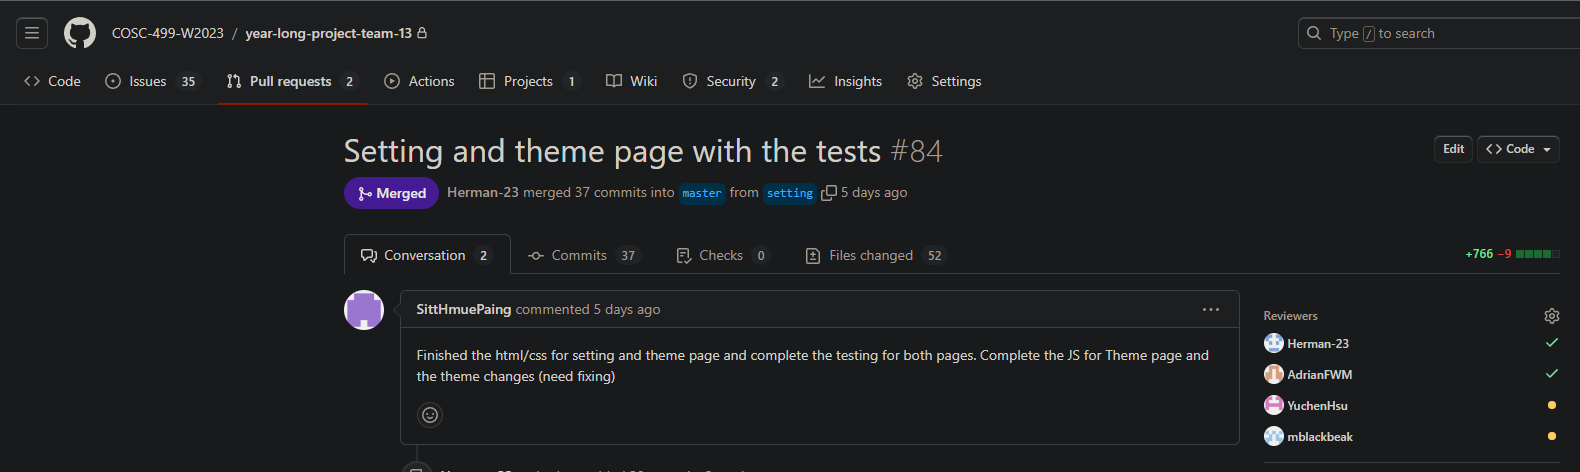 COSC-499-W2023 / year-long-project-team-13
Type / to search
Code Issues 35 Pull requests 2 Actions Projects 1 Wiki Security 2 Insights Settings
Setting and theme page with the tests #84
Edit <> Code
Merged Herman-23 merged 37 commits into master from setting 5 days ago
Conversation 2 Commits 37 Checks 0 Files changed 52
+766 −9
SittHmuePaing commented 5 days ago
Finished the html/css for setting and theme page and complete the testing for both pages. Complete the JS for Theme page and
the theme changes (need fixing)
Reviewers
Herman-23
AdrianFWM
YuchenHsu
mblackbeak